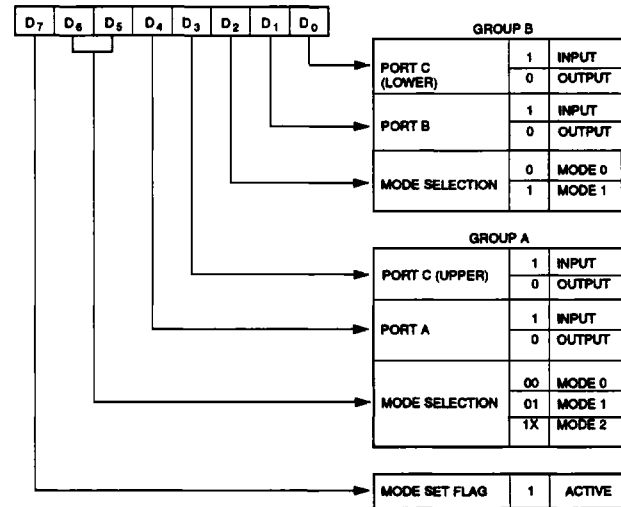 D7 D6 D5 D4 D3 D2 D1 D0
GROUP B
PORT C (LOWER)
1 INPUT
0 OUTPUT
PORT B
1 INPUT
0 OUTPUT
MODE SELECTION
0 MODE 0
1 MODE 1
GROUP A
PORT C (UPPER)
1 INPUT
0 OUTPUT
PORT A
1 INPUT
0 OUTPUT
MODE SELECTION
00 MODE 0
01 MODE 1
1X MODE 2
MODE SET FLAG 1 ACTIVE